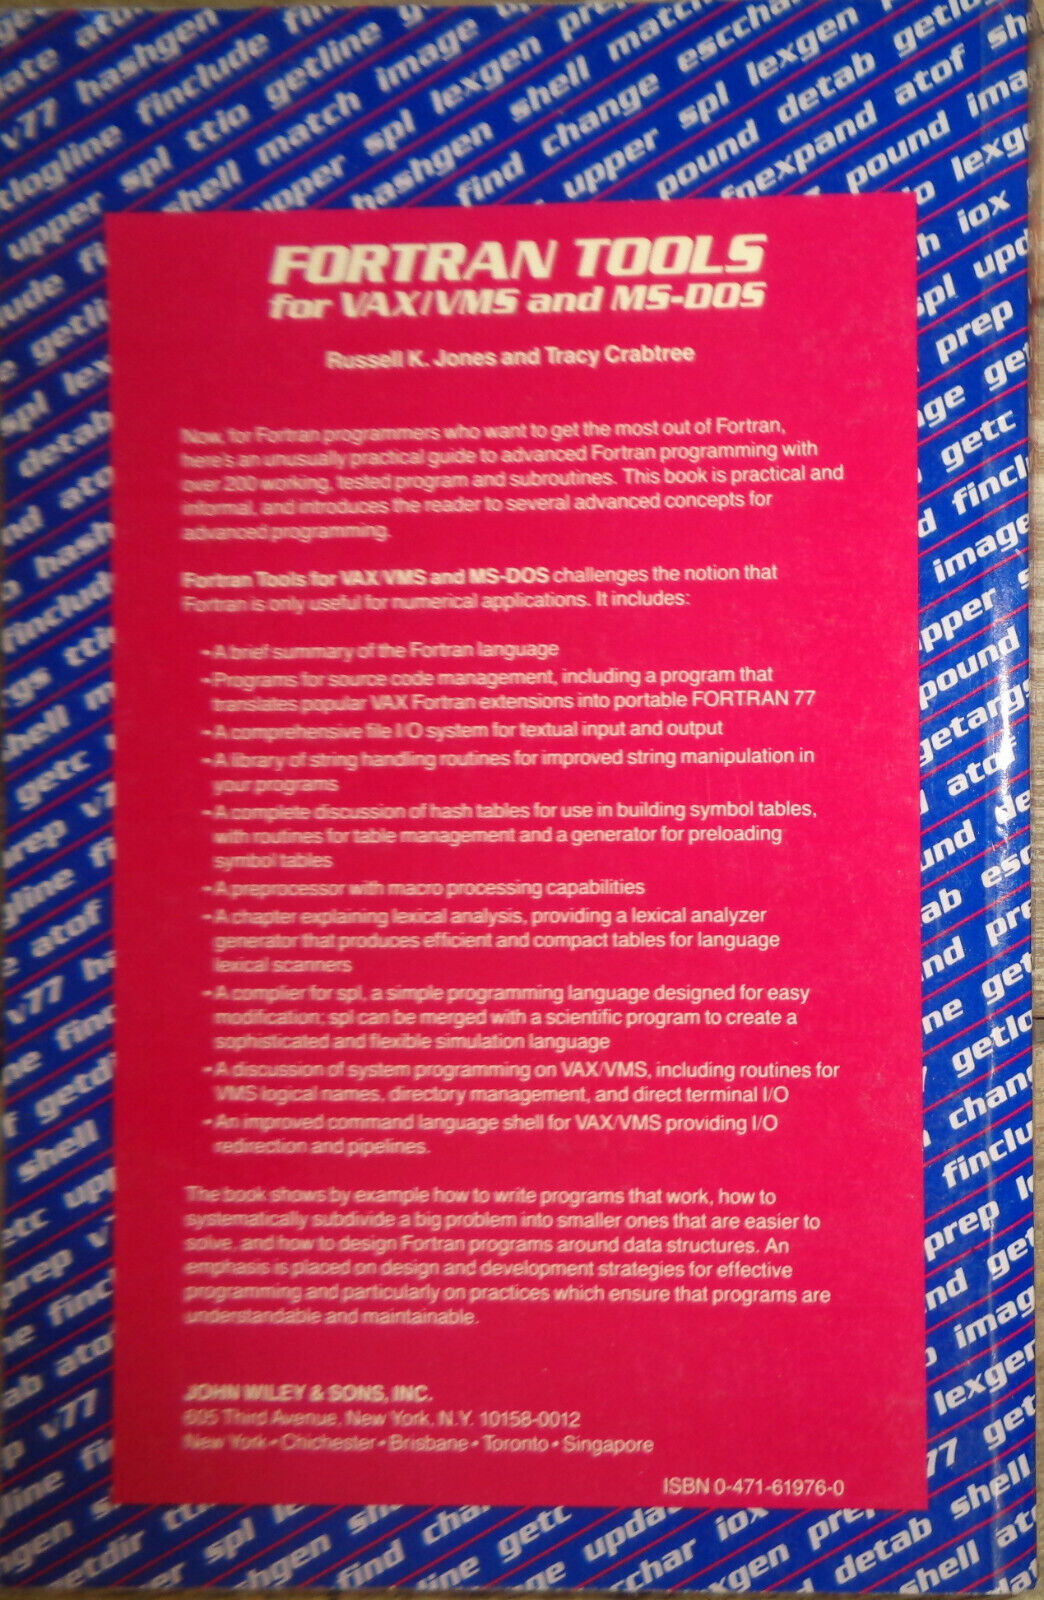 FORTRAN TOOLS
for VAX/VMS and MS-DOS
Russell K. Jones and Tracy Crabtree
Now, for Fortran programmers who want to get the most out of Fortran,
here's an unusually practical guide to advanced Fortran programming with
over 200 working, tested program and subroutines. This book is practical and
informal, and introduces the reader to several advanced concepts for
advanced programming.
Fortran Tools for VAX/VMS and MS-DOS challenges the notion that
Fortran is only useful for numerical applications. It includes:
• A brief summary of the Fortran language
• Programs for source code management, including a program that
translates popular VAX Fortran extensions into portable FORTRAN 77
• A comprehensive file I/O system for textual input and output
• A library of string handling routines for improved string manipulation in
your programs
• A complete discussion of hash tables for use in building symbol tables,
with routines for table management and a generator for preloading
symbol tables
• A preprocessor with macro processing capabilities
• A chapter explaining lexical analysis, providing a lexical analyzer
generator that produces efficient and compact tables for language
lexical scanners
• A complier for spl, a simple programming language designed for easy
modification; spl can be merged with a scientific program to create a
sophisticated and flexible simulation language
• A discussion of system programming on VAX/VMS, including routines for
VMS logical names, directory management, and direct terminal I/O
• An improved command language shell for VAX/VMS providing I/O
redirection and pipelines.
The book shows by example how to write programs that work, how to
systematically subdivide a big problem into smaller ones that are easier to
solve, and how to design Fortran programs around data structures. An
emphasis is placed on design and development strategies for effective
programming and particularly on practices which ensure that programs are
understandable and maintainable.
JOHN WILEY & SONS, INC.
605 Third Avenue, New York, N.Y. 10158-0012
New York • Chichester • Brisbane • Toronto • Singapore
ISBN 0-471-61976-0